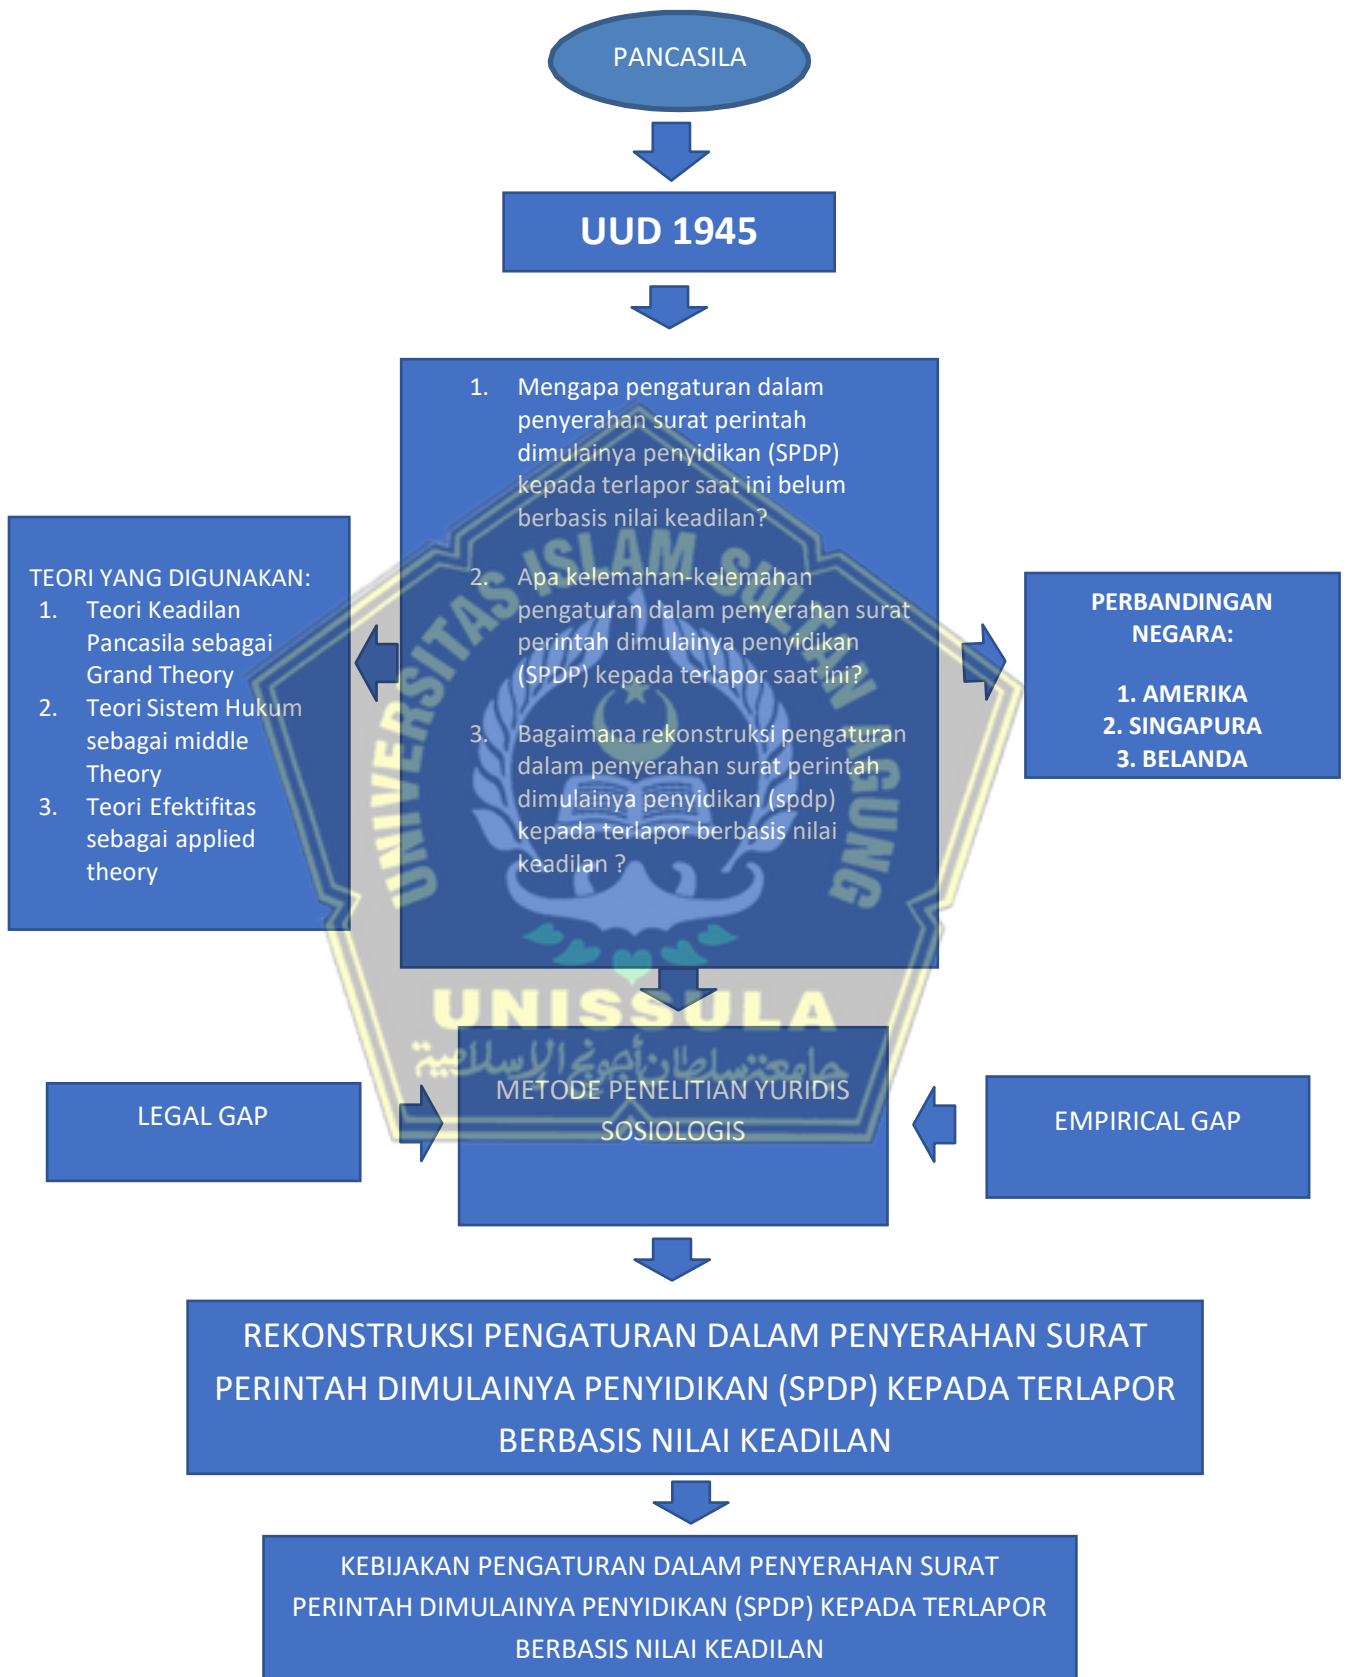 PANCASILA
UUD 1945
1. Mengapa pengaturan dalam
penyerahan surat perintah
dimulainya penyidikan (SPDP)
kepada terlapor saat ini belum
berbasis nilai keadilan?
2. Apa kelemahan-kelemahan
pengaturan dalam penyerahan surat
perintah dimulainya penyidikan
(SPDP) kepada terlapor saat ini?
3. Bagaimana rekonstruksi pengaturan
dalam penyerahan surat perintah
dimulainya penyidikan (spdp)
kepada terlapor berbasis nilai
keadilan ?
TEORI YANG DIGUNAKAN:
1. Teori Keadilan
Pancasila sebagai
Grand Theory
2. Teori Sistem Hukum
sebagai middle
Theory
3. Teori Efektifitas
sebagai applied
theory
PERBANDINGAN
NEGARA:
1. AMERIKA
2. SINGAPURA
3. BELANDA
UNIVERSITAS ISLAM SULTAN AGUNG
UNISSULA
جامعتنسلطان أجونج الإسلامية
LEGAL GAP
METODE PENELITIAN YURIDIS
SOSIOLOGIS
EMPIRICAL GAP
REKONSTRUKSI PENGATURAN DALAM PENYERAHAN SURAT
PERINTAH DIMULAINYA PENYIDIKAN (SPDP) KEPADA TERLAPOR
BERBASIS NILAI KEADILAN
KEBIJAKAN PENGATURAN DALAM PENYERAHAN SURAT
PERINTAH DIMULAINYA PENYIDIKAN (SPDP) KEPADA TERLAPOR
BERBASIS NILAI KEADILAN